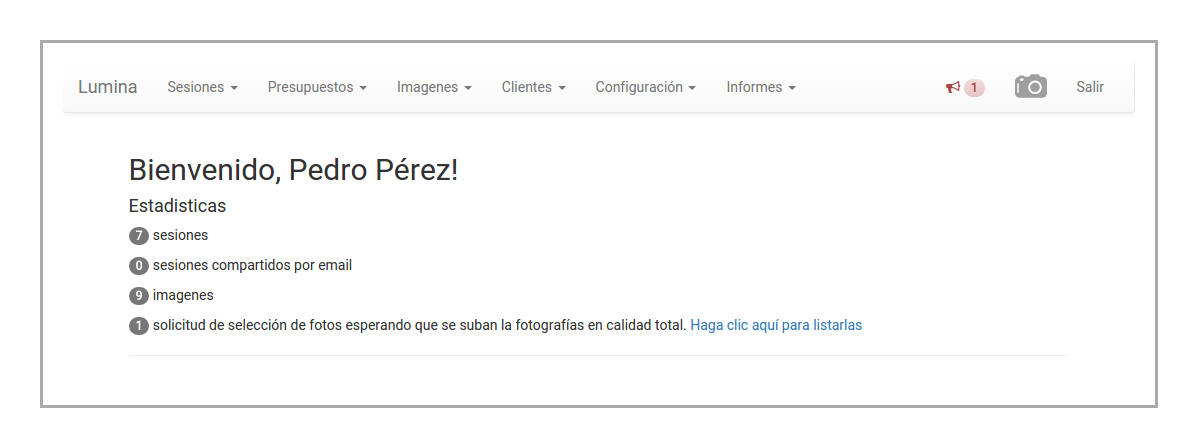 Lumina Sesiones Presupuestos Imagenes Clientes Configuración Informes 1 Salir
Bienvenido, Pedro Pérez!
Estadisticas
7 sesiones
0 sesiones compartidos por email
9 imagenes
1 solicitud de selección de fotos esperando que se suban la fotografías en calidad total. Haga clic aquí para listarlas